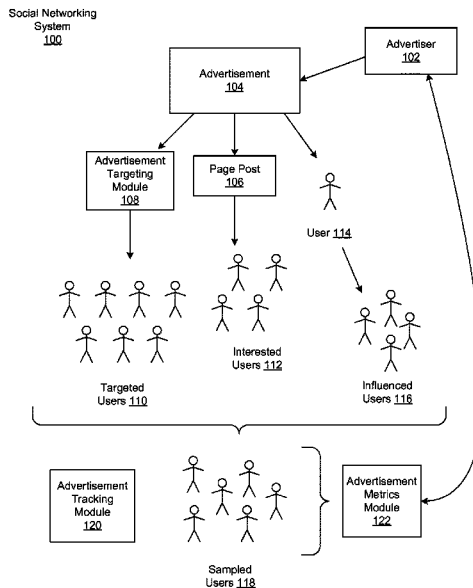 Social Networking
System
100
Advertiser
102
Advertisement
104
Advertisement
Targeting
Module
108
Page Post
106
User 114
Targeted
Users 110
Interested
Users 112
Influenced
Users 116
Advertisement
Tracking
Module
120
Sampled
Users 118
Advertisement
Metrics
Module
122